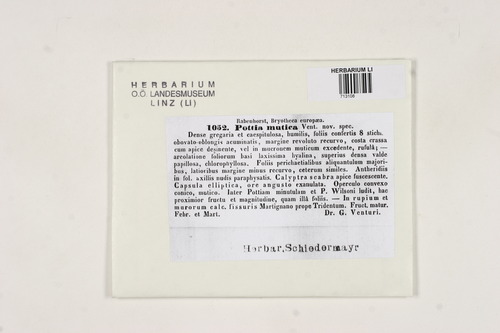 HERBARIUM
O.Ö. LANDESMUSEUM
LINZ (LI)
HERBARIUM LI
Rabenhorst, Bryotheca europaea.
1052. Pottia mutica Vent. nov. spec.
Dense gregaria et caespitulosa, humilis, foliis confertis 8 stich.
obovato-oblongis acuminatis, margine revoluto recurvo, costa crassa
cum apice desinente, vel in mucronem muticum excedente, rufulâ; —
areolatione foliorum basi laxissima hyalina, superius densa valde
papillosa, chlorophyllosa. Foliis perichaetialibus aliquantulum majori-
bus, latioribus margine minus recurvo, ceterum similes. Antheridiis
in fol. axillis nudis paraphysatis. Calyptra scabra apice fuscescente.
Capsula elliptica, ore angusto exannulata. Operculo convexo
conico, mutico. Inter Pottiam minutulam et P. Wilsoni ludit, hac
proximior fructu et magnitudine, quam illâ foliis. — In rupium et
murorum calc. fissuris Martignano prope Tridentum. Fruct. matur.
Febr. et Mart. Dr. G. Venturi.
Herbar. Schiedermayr